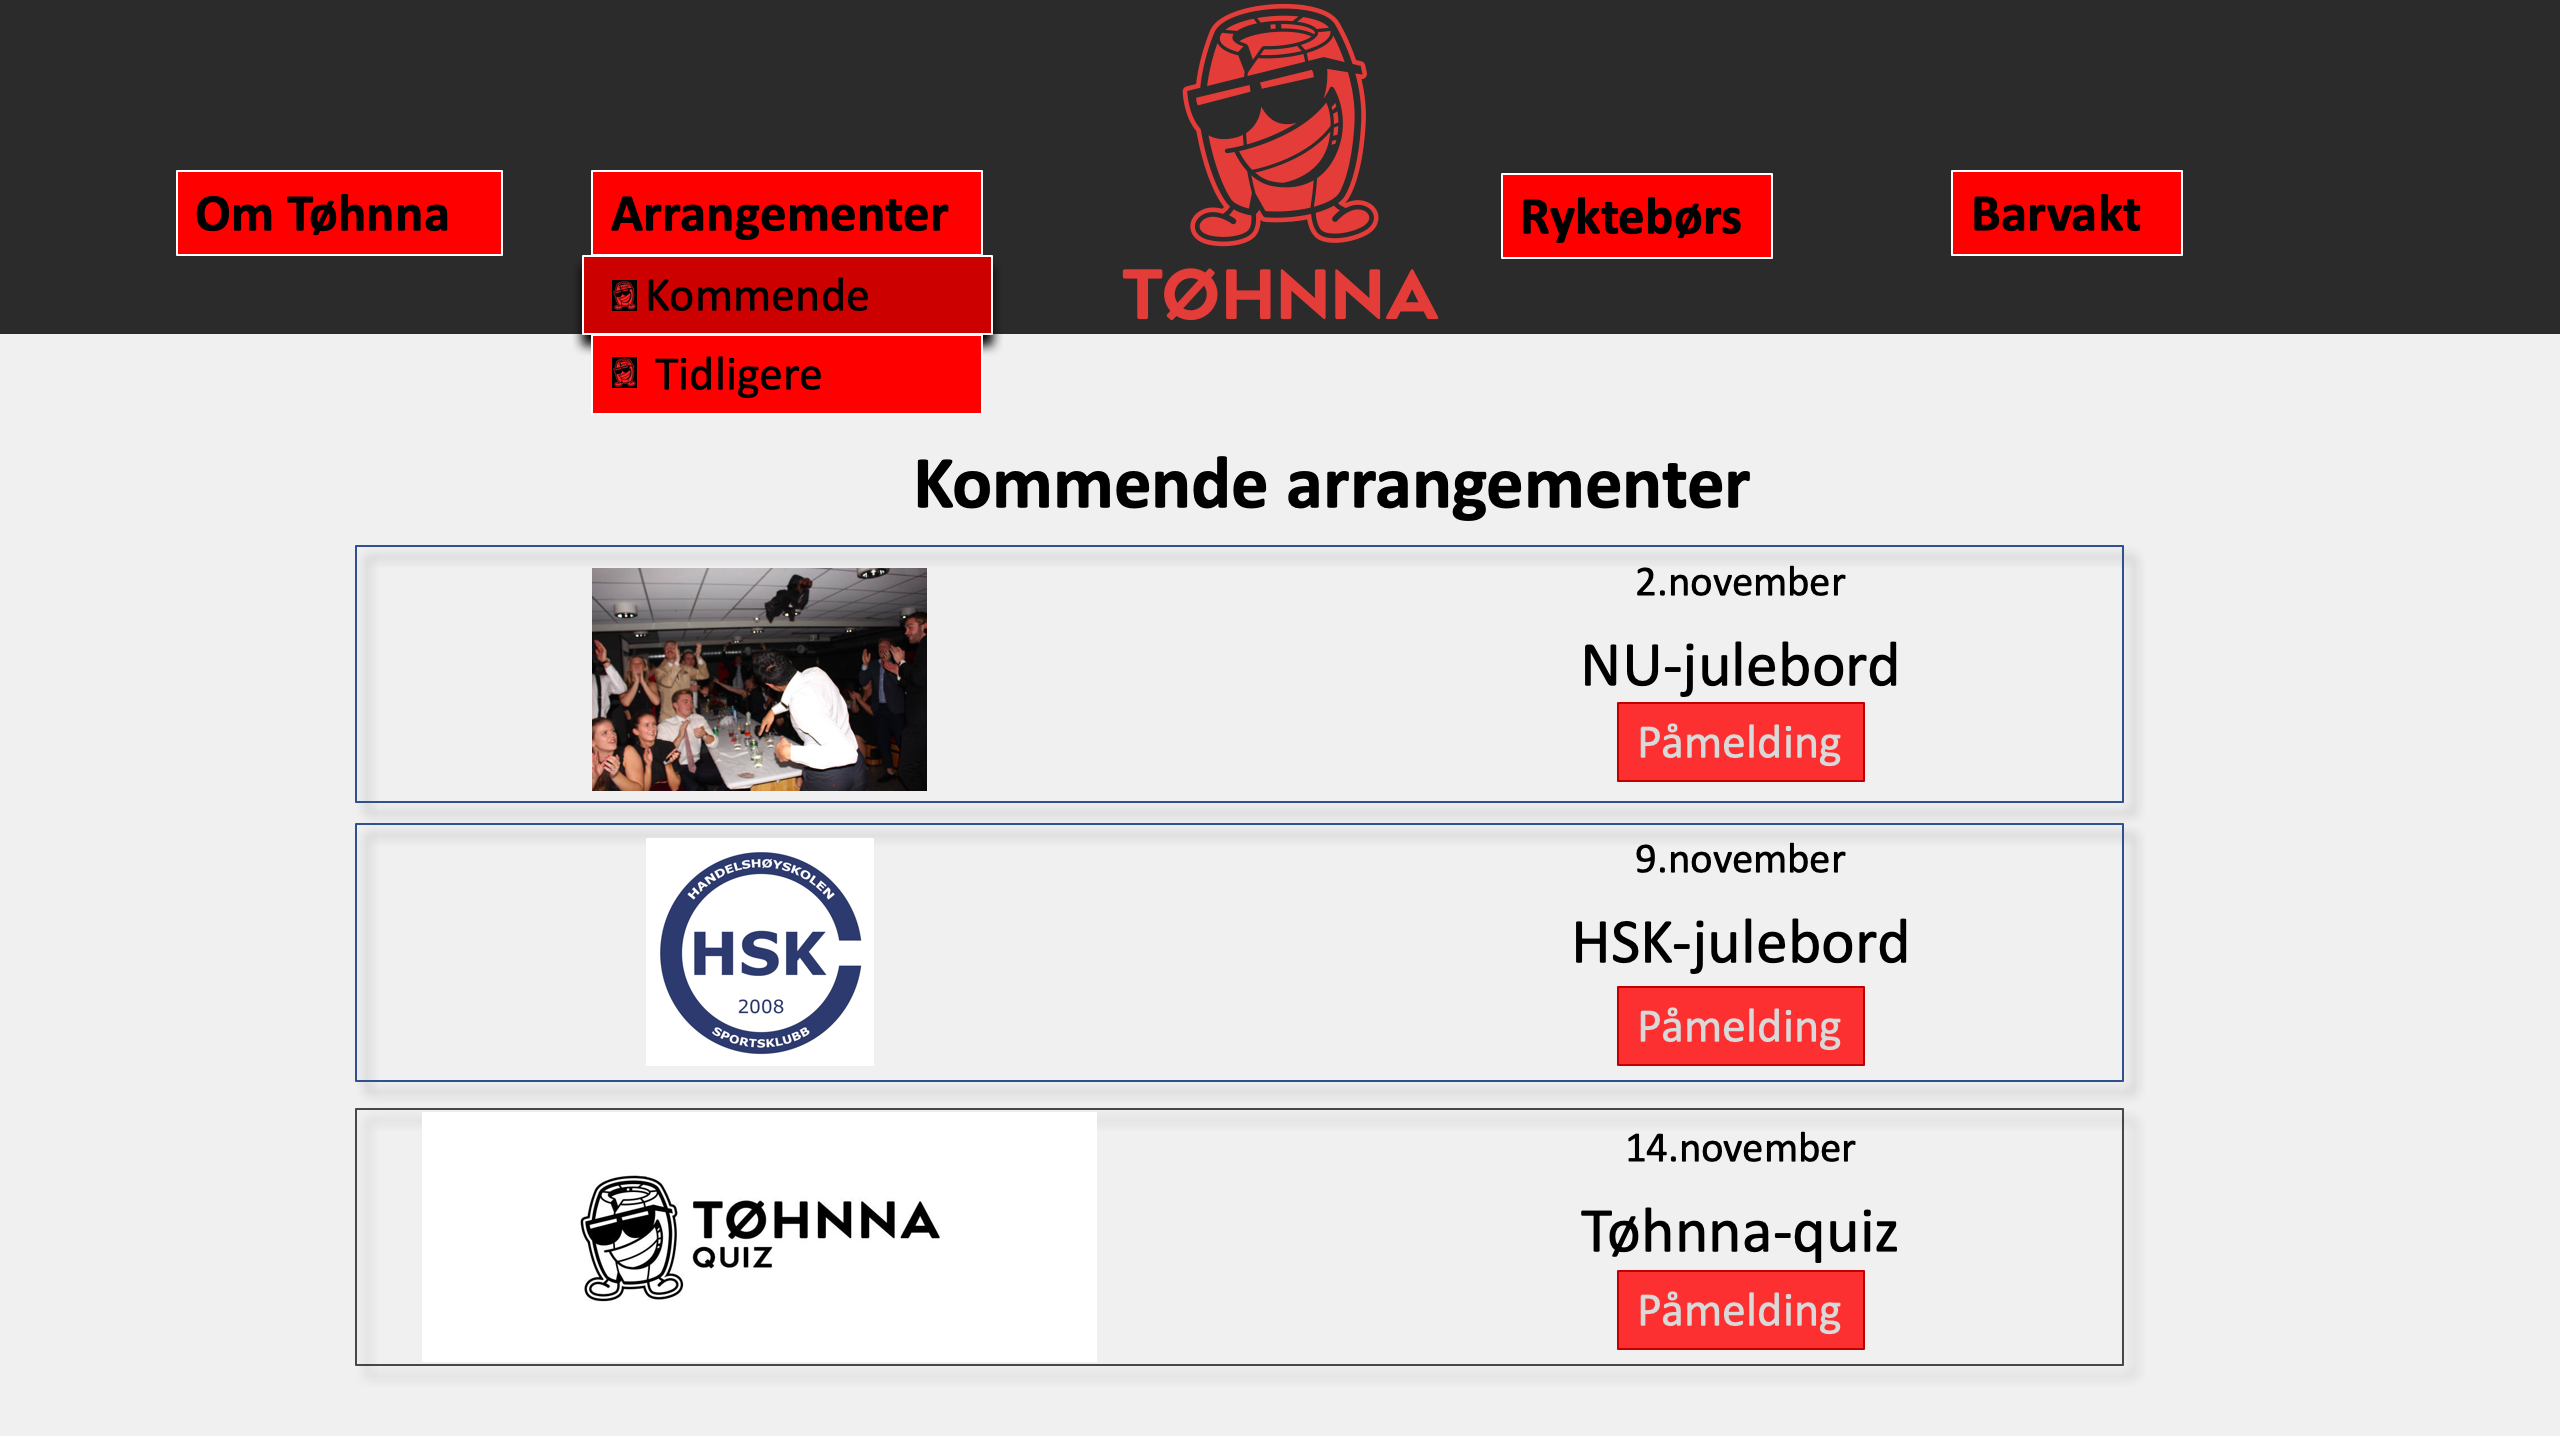 Om Tøhnna
Arrangementer
Kommende
Tidligere
TØHNNA
Ryktebørs
Barvakt
Kommende arrangementer
2.november
NU-julebord
Påmelding
HANDELSHØYSKOLEN
HSK
2008
SPORTSKLUBB
9.november
HSK-julebord
Påmelding
TØHNNA
QUIZ
14.november
Tøhnna-quiz
Påmelding